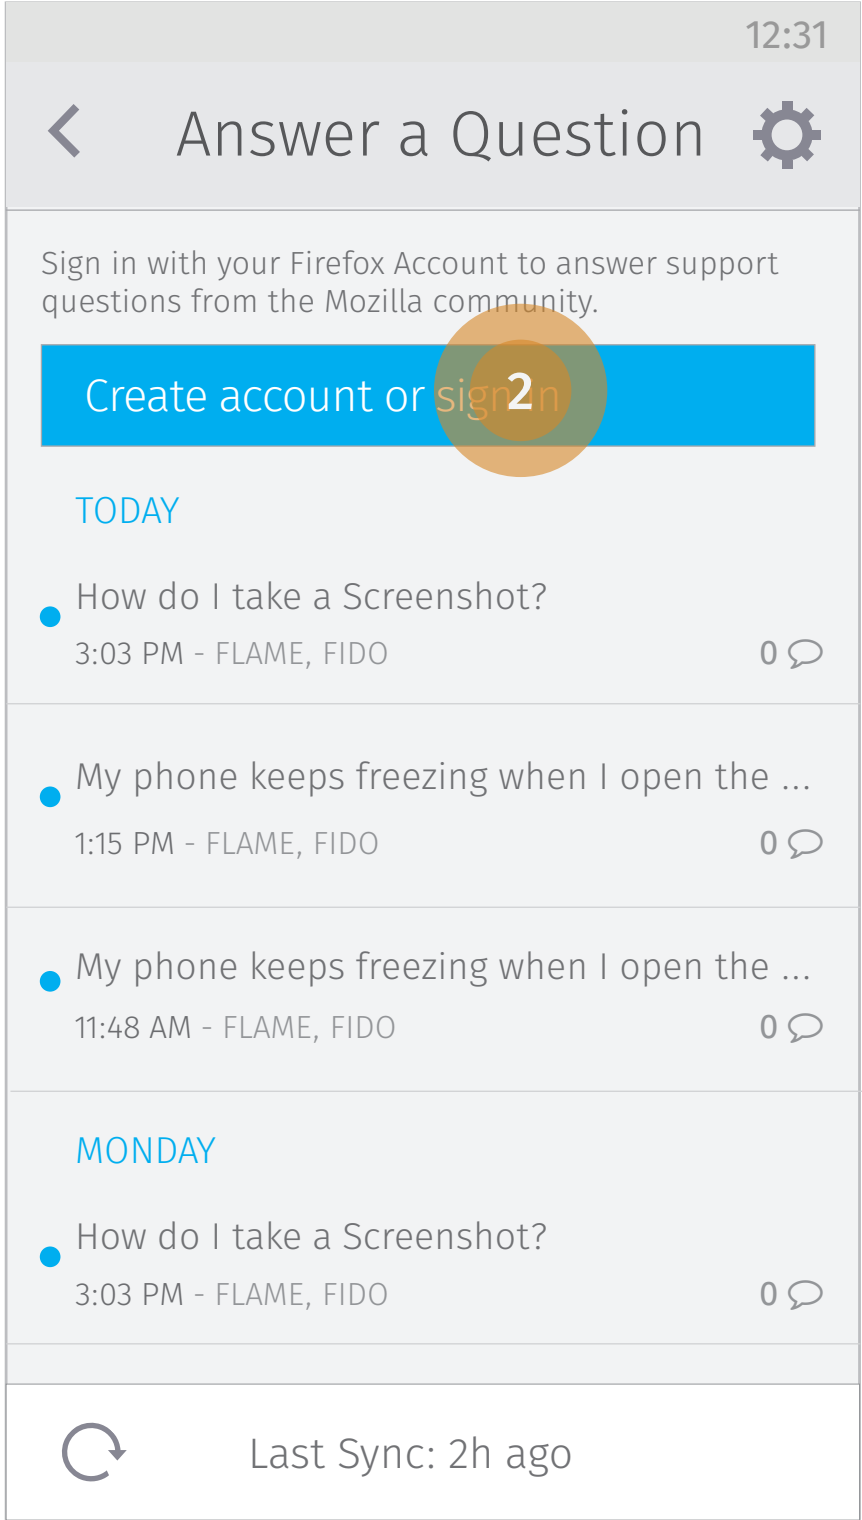 12:31
Answer a Question
Sign in with your Firefox Account to answer support
questions from the Mozilla community.
Create account or sign in
2
TODAY
How do I take a Screenshot?
3:03 PM - FLAME, FIDO 0
My phone keeps freezing when I open the ...
1:15 PM - FLAME, FIDO 0
My phone keeps freezing when I open the ...
11:48 AM - FLAME, FIDO 0
MONDAY
How do I take a Screenshot?
3:03 PM - FLAME, FIDO 0
Last Sync: 2h ago